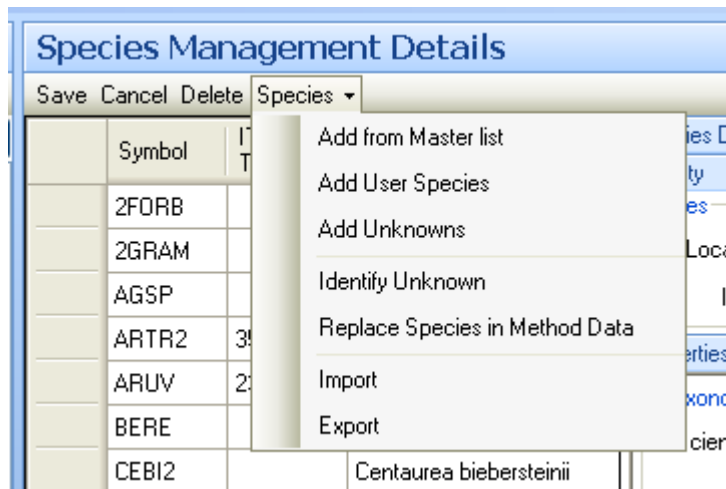 Species Management Details
Save Cancel Delete Species
Symbol
Add from Master list
Add User Species
Add Unknowns
Identify Unknown
Replace Species in Method Data
Import
Export
2FORB
2GRAM
AGSP
ARTR2
ARUV
BERE
CEBI2 Centaurea biebersteinii